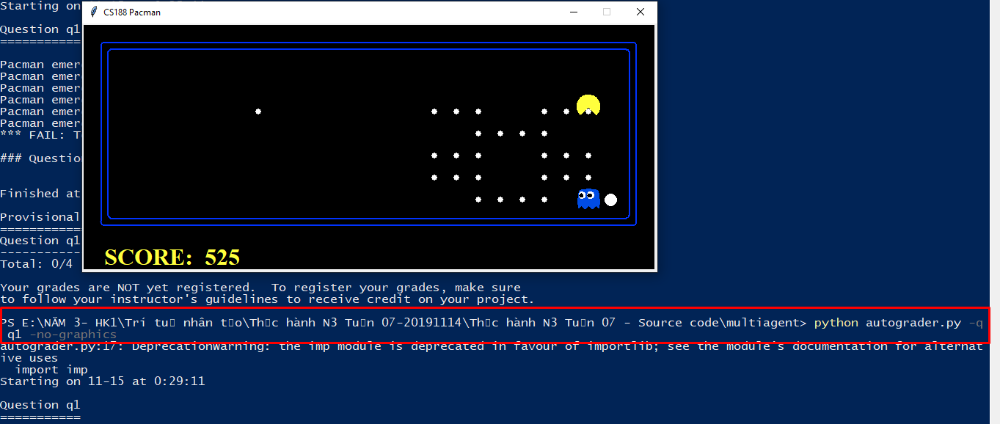 Starting on
CS188 Pacman
Question q1
===========
Pacman emer
Pacman emer
Pacman emer
Pacman emer
Pacman emer
Pacman emer
*** FAIL: T
### Question
Finished at
Provisional
===========
Question q1
-----------
Total: 0/4
SCORE: 525
Your grades are NOT yet registered.  To register your grades, make sure
to follow your instructor's guidelines to receive credit on your project.
PS E:\NĂM 3- HK1\Trí tu▯ nhân t▯o\Th▯c hành N3 Tu▯n 07-20191114\Th▯c hành N3 Tu▯n 07 - Source code\multiagent> python autograder.py -q
q1 -no-graphics
autograder.py:17: DeprecationWarning: the imp module is deprecated in favour of importlib; see the module's documentation for alternat
ive uses
import imp
Starting on 11-15 at 0:29:11
Question q1
===========